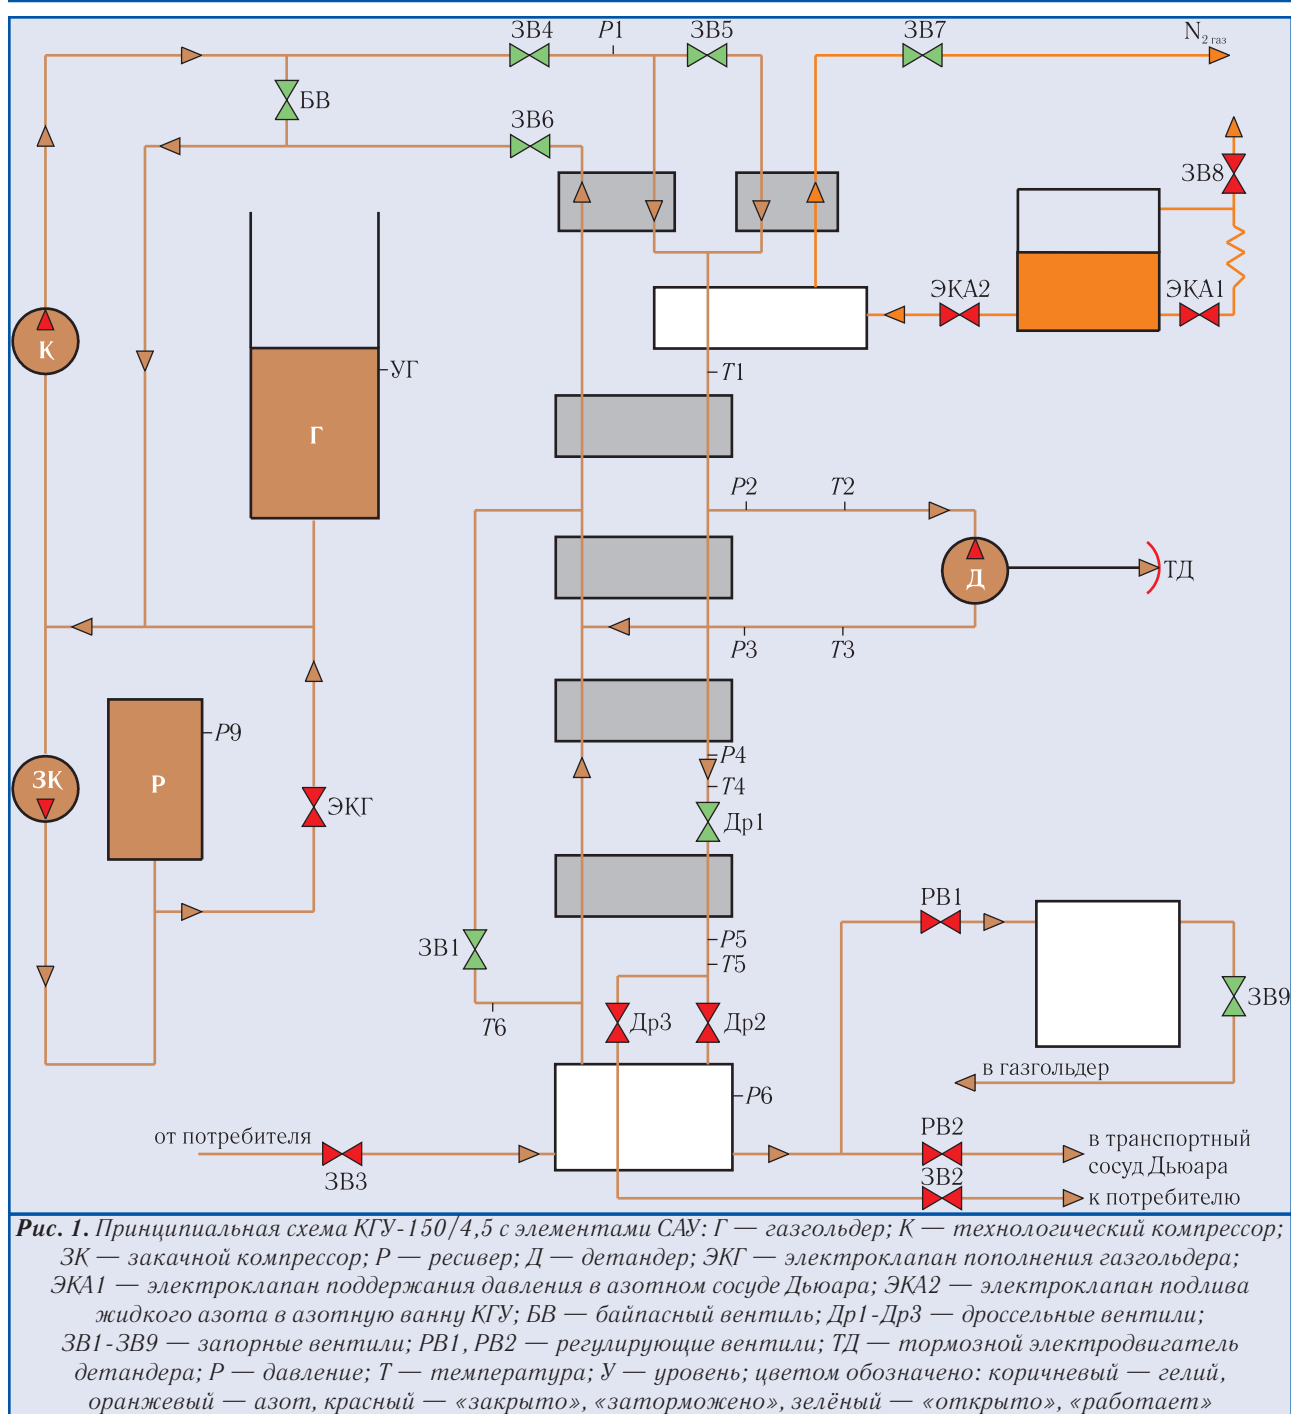 ЗВ4
P1
ЗВ5
ЗВ7
N2 газ
БВ
ЗВ6
ЗВ8
К
УГ
Г
ЭКА2
ЭКА1
T1
P2
T2
Д
ТД
P3
T3
P9
P4
ЗК
Р
T4
ЭКГ
Др1
РВ1
P5
ЗВ1
T5
ЗВ9
T6
Др3
Др2
в газгольдер
P6
от потребителя
РВ2
в транспортный
сосуд Дьюара
ЗВ3
ЗВ2
к потребителю
Рис. 1. Принципиальная схема КГУ-150/4,5 с элементами САУ: Г — газгольдер; К — технологический компрессор;
ЗК — закачной компрессор; Р — ресивер; Д — детандер; ЭКГ — электроклапан пополнения газгольдера;
ЭКА1 — электроклапан поддержания давления в азотном сосуде Дьюара; ЭКА2 — электроклапан подлива
жидкого азота в азотную ванну КГУ; БВ — байпасный вентиль; Др1-Др3 — дроссельные вентили;
ЗВ1-ЗВ9 — запорные вентили; РВ1, РВ2 — регулирующие вентили; ТД — тормозной электродвигатель
детандера; Р — давление; Т — температура; У — уровень; цветом обозначено: коричневый — гелий,
оранжевый — азот, красный — «закрыто», «заторможено», зелёный — «открыто», «работает»